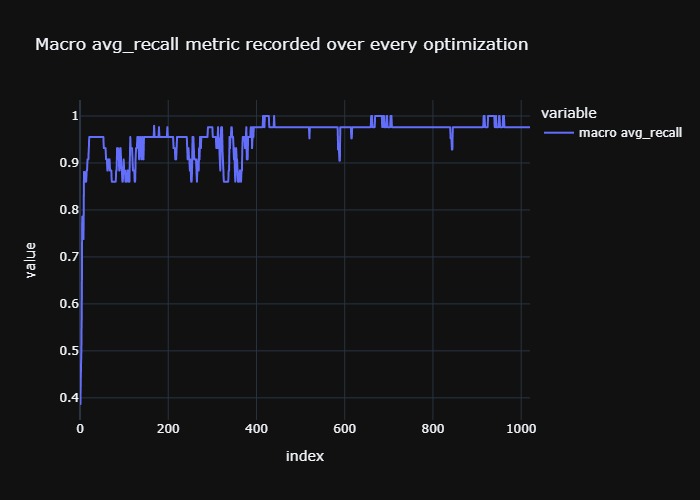 Macro avg_recall metric recorded over every optimization
variable
macro avg_recall
value
1
0.9
0.8
0.7
0.6
0.5
0.4
0
200
400
600
800
1000
index